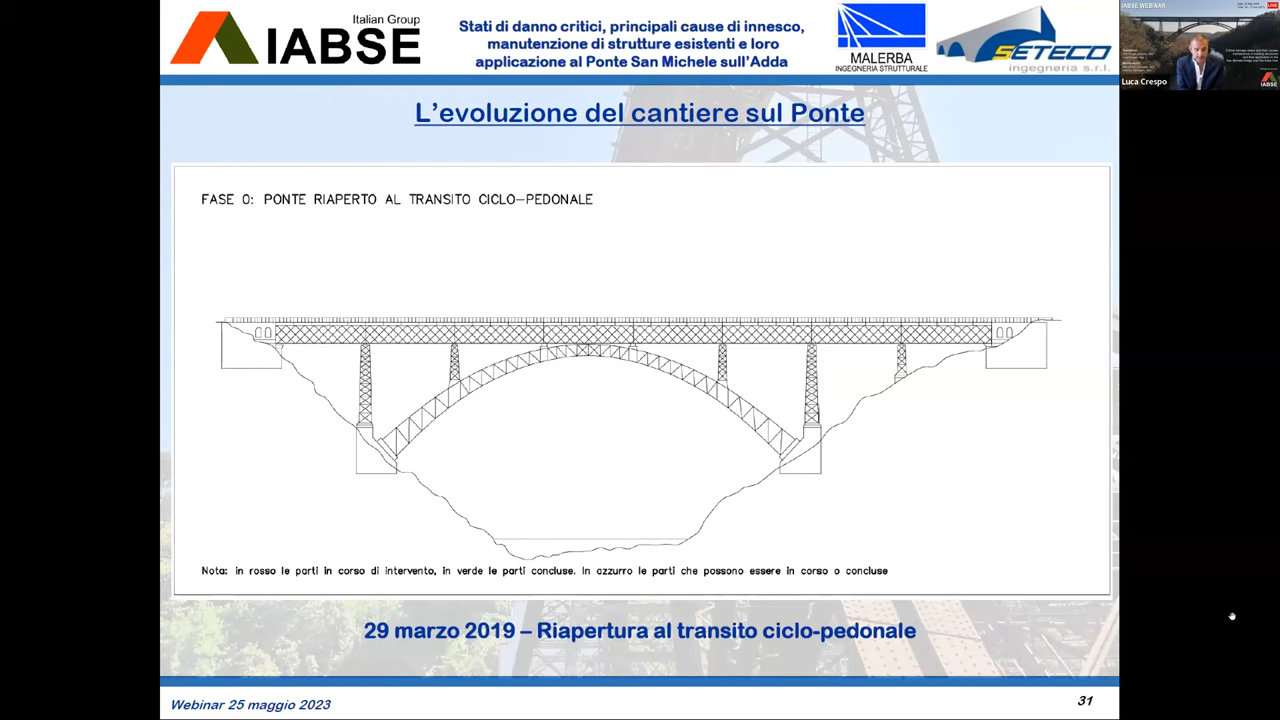 Italian Group
IABSE
Stati di danno critici, principali cause di innesco,
manutenzione di strutture esistenti e loro
applicazione al Ponte San Michele sull'Adda
MALERBA
INGEGNERIA STRUTTURALE
SETECO
ingegneria s.r.l.
IABSE WEBINAR
LIVE
Luca Crespo
IABSE
L'evoluzione del cantiere sul Ponte
FASE 0: PONTE RIAPERTO AL TRANSITO CICLO-PEDONALE
Nota: in rosso le parti in corso di intervento, in verde le parti concluse. In azzurro le parti che possono essere in corso o concluse
29 marzo 2019 – Riapertura al transito ciclo-pedonale
Webinar 25 maggio 2023
31